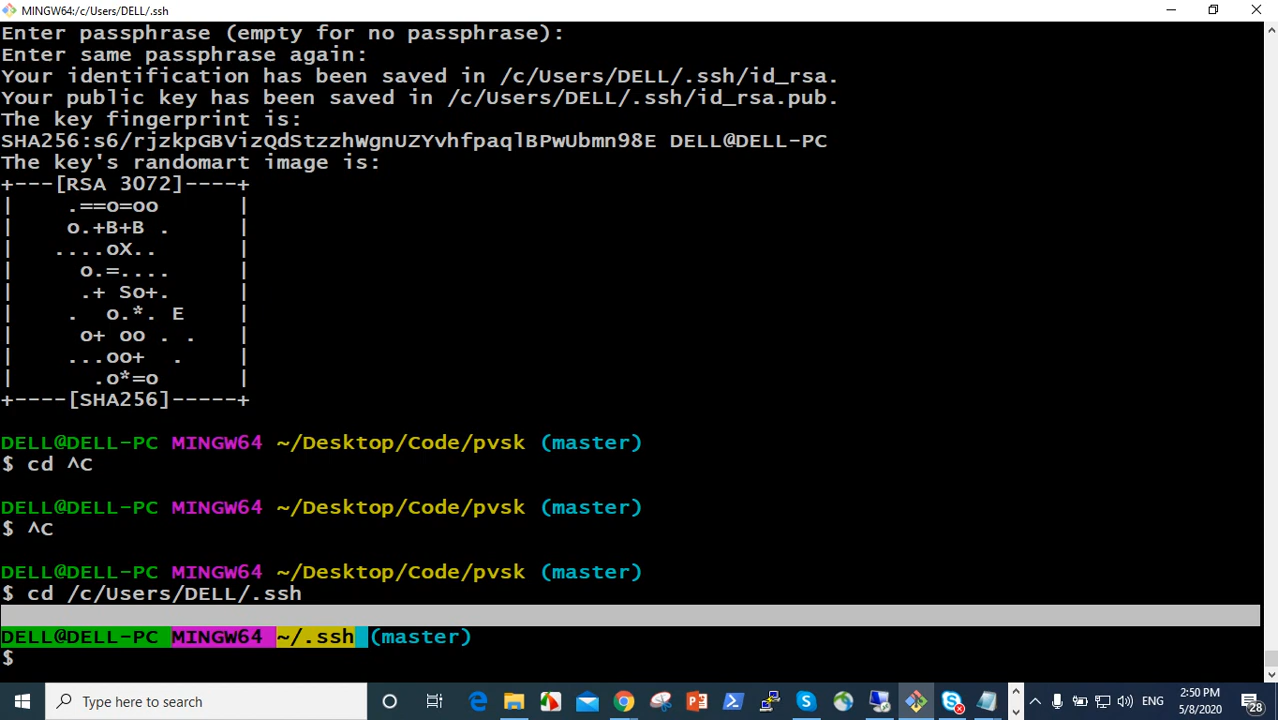 MINGW64:/c/Users/DELL/.ssh
Enter passphrase (empty for no passphrase):
Enter same passphrase again:
Your identification has been saved in /c/Users/DELL/.ssh/id_rsa.
Your public key has been saved in /c/Users/DELL/.ssh/id_rsa.pub.
The key fingerprint is:
SHA256:s6/rjzkpGBVizQdStzzhWgnUZYvhfpaqlBPwUbmn98E DELL@DELL-PC
The key's randomart image is:
+---[RSA 3072]----+
|    .==o=oo      |
|    o.+B+B .     |
|   ....oX..      |
|     o.=....     |
|     .+ So+.     |
|    .  o.*. E    |
|     o+ oo . .   |
|    ...oo+  .    |
|      .o*=o      |
+----[SHA256]-----+
DELL@DELL-PC MINGW64 ~/Desktop/Code/pvsk (master)
$ cd ^C
DELL@DELL-PC MINGW64 ~/Desktop/Code/pvsk (master)
$ ^C
DELL@DELL-PC MINGW64 ~/Desktop/Code/pvsk (master)
$ cd /c/Users/DELL/.ssh
DELL@DELL-PC MINGW64 ~/.ssh (master)
$
Type here to search
ENG
2:50 PM
5/8/2020
28